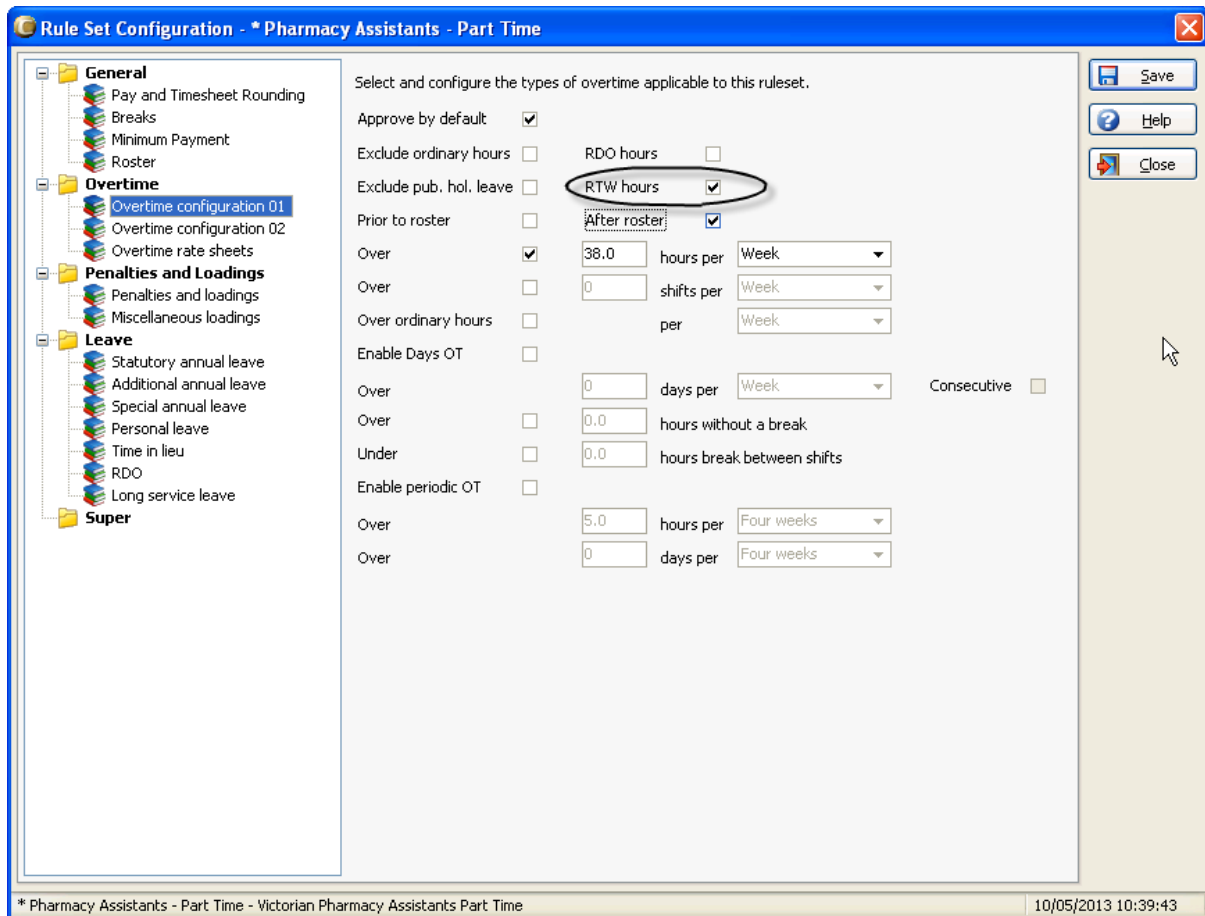 Rule Set Configuration - * Pharmacy Assistants - Part Time
General
Pay and Timesheet Rounding
Breaks
Minimum Payment
Roster
Overtime
Overtime configuration 01
Overtime configuration 02
Overtime rate sheets
Penalties and Loadings
Penalties and loadings
Miscellaneous loadings
Leave
Statutory annual leave
Additional annual leave
Special annual leave
Personal leave
Time in lieu
RDO
Long service leave
Super
Select and configure the types of overtime applicable to this ruleset.
Approve by default
Exclude ordinary hours RDO hours
Exclude pub. hol. leave RTW hours
Prior to roster After roster
Over 38.0 hours per Week
Over 0 shifts per Week
Over ordinary hours per Week
Enable Days OT
Over 0 days per Week Consecutive
Over 0.0 hours without a break
Under 0.0 hours break between shifts
Enable periodic OT
Over 5.0 hours per Four weeks
Over 0 days per Four weeks
Save
Help
Close
* Pharmacy Assistants - Part Time - Victorian Pharmacy Assistants Part Time 10/05/2013 10:39:43